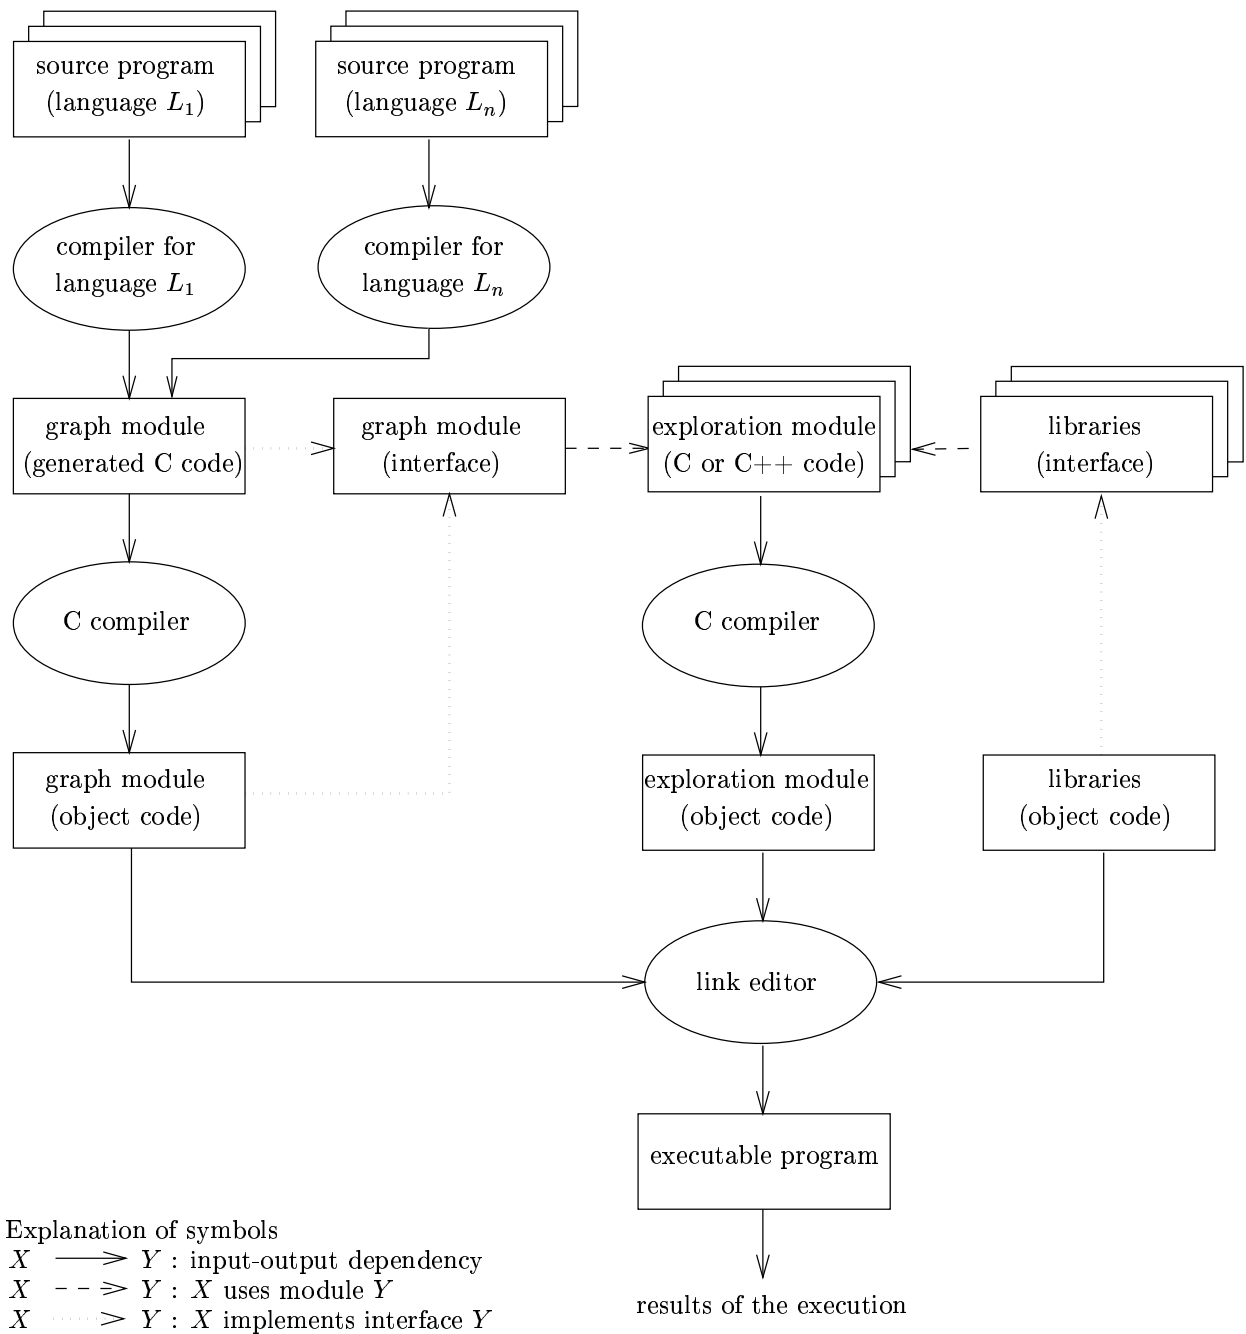 source program
(language L₁)
source program
(language Lₙ)
compiler for
language L₁
compiler for
language Lₙ
graph module
(generated C code)
graph module
(interface)
exploration module
(C or C++ code)
libraries
(interface)
C compiler
C compiler
graph module
(object code)
exploration module
(object code)
libraries
(object code)
link editor
executable program
results of the execution
Explanation of symbols
X Y : input-output dependency
X Y : X uses module Y
X Y : X implements interface Y